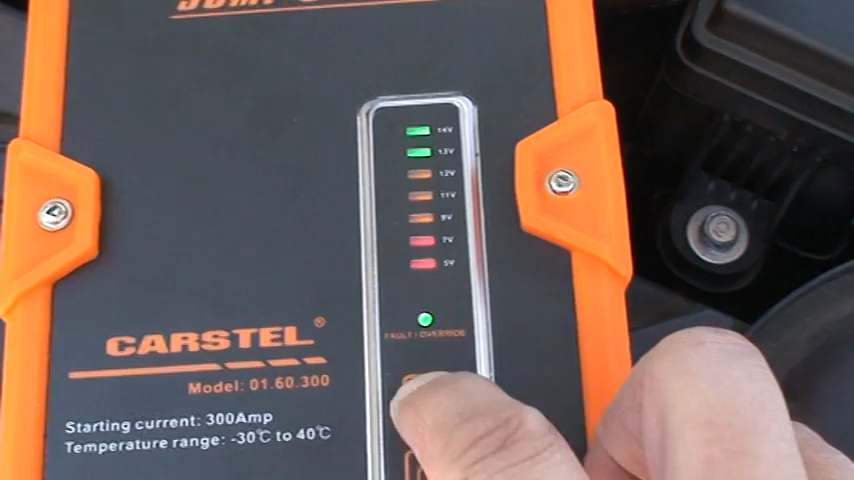 14V
13V
12V
11V
9V
7V
5V
FAULT / OVERRIDE
CARSTEL®
Model: 01.60.300
Starting current: 300Amp
Temperature range: -30℃ to 40℃